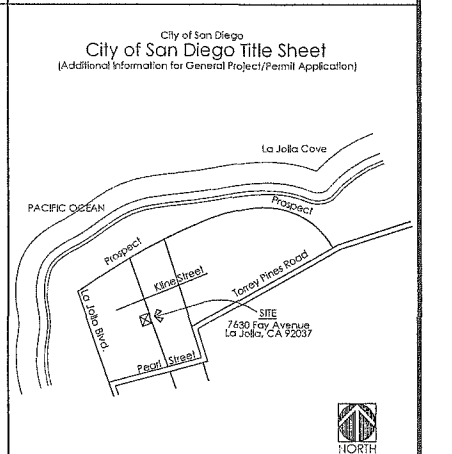 City of San Diego
City of San Diego Title Sheet
(Additional Information for General Project/Permit Application)
La Jolla Cove
PACIFIC OCEAN
Prospect
Prospect
Kline Street
Torrey Pines Road
La Jolla Blvd.
SITE
7630 Fay Avenue
La Jolla, CA 92037
Pearl Street
NORTH